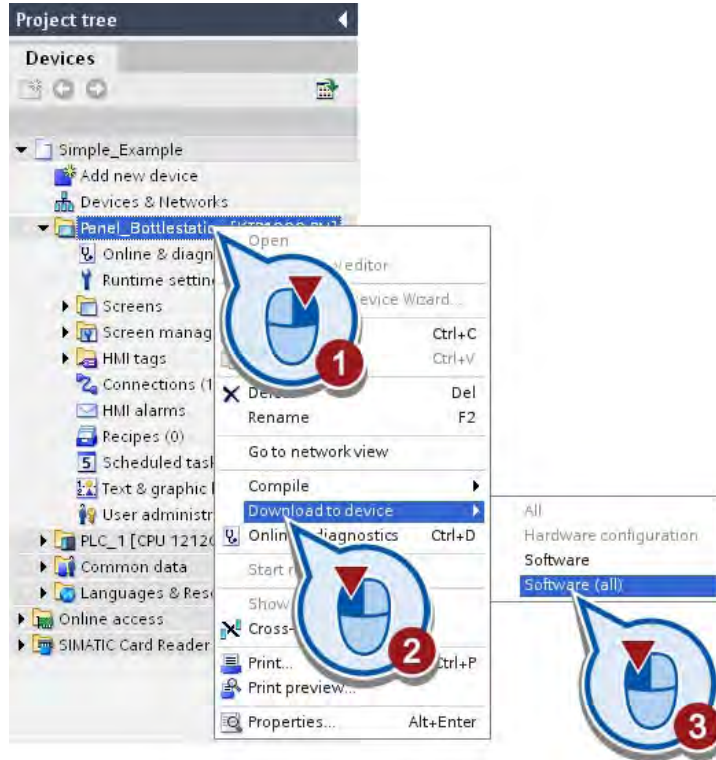 Project tree
Devices
Simple_Example
Add new device
Devices & Networks
Panel_Bottlestatio
Online & diagn
Runtime settin
Screens
Screen manag
HMI tags
Connections (1
HMI alarms
Recipes (0)
Scheduled task
Text & graphic l
User administr
PLC_1 [CPU 1212C
Common data
Languages & Res
Online access
SIMATIC Card Reader
Open
editor
evice Wizard...
Ctrl+C
Ctrl+V
Del
Rename F2
Go to network view
Compile
Download to device
Onlin diagnostics Ctrl+D
Start r
Show
Cross-
Print... Ctrl+P
Print preview...
Properties... Alt+Enter
All
Hardware configuration
Software
Software (all)
1
2
3